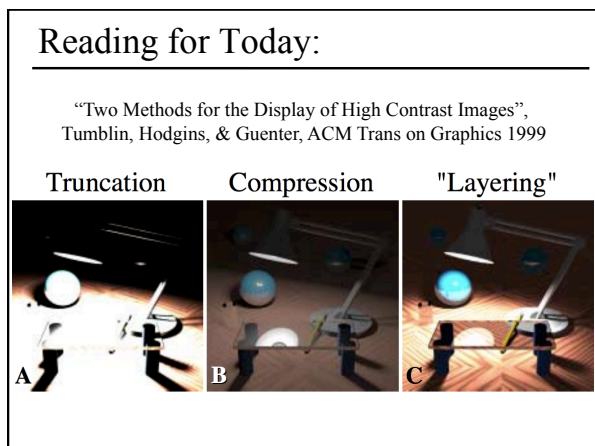 Reading for Today:
“Two Methods for the Display of High Contrast Images”,
Tumblin, Hodgins, & Guenter, ACM Trans on Graphics 1999
Truncation Compression "Layering"
A B C